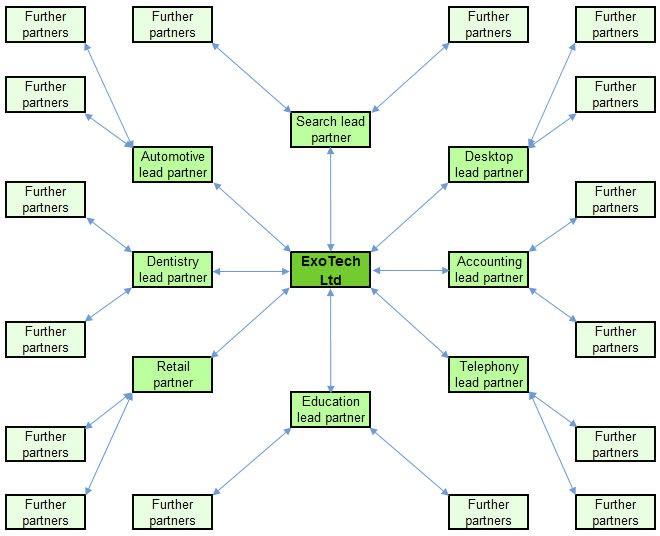 Further
partners
Further
partners
Further
partners
Further
partners
Further
partners
Further
partners
Search lead
partner
Automotive
lead partner
Desktop
lead partner
Further
partners
Further
partners
Dentistry
lead partner
ExoTech
Ltd
Accounting
lead partner
Further
partners
Further
partners
Retail
partner
Telephony
lead partner
Education
lead partner
Further
partners
Further
partners
Further
partners
Further
partners
Further
partners
Further
partners